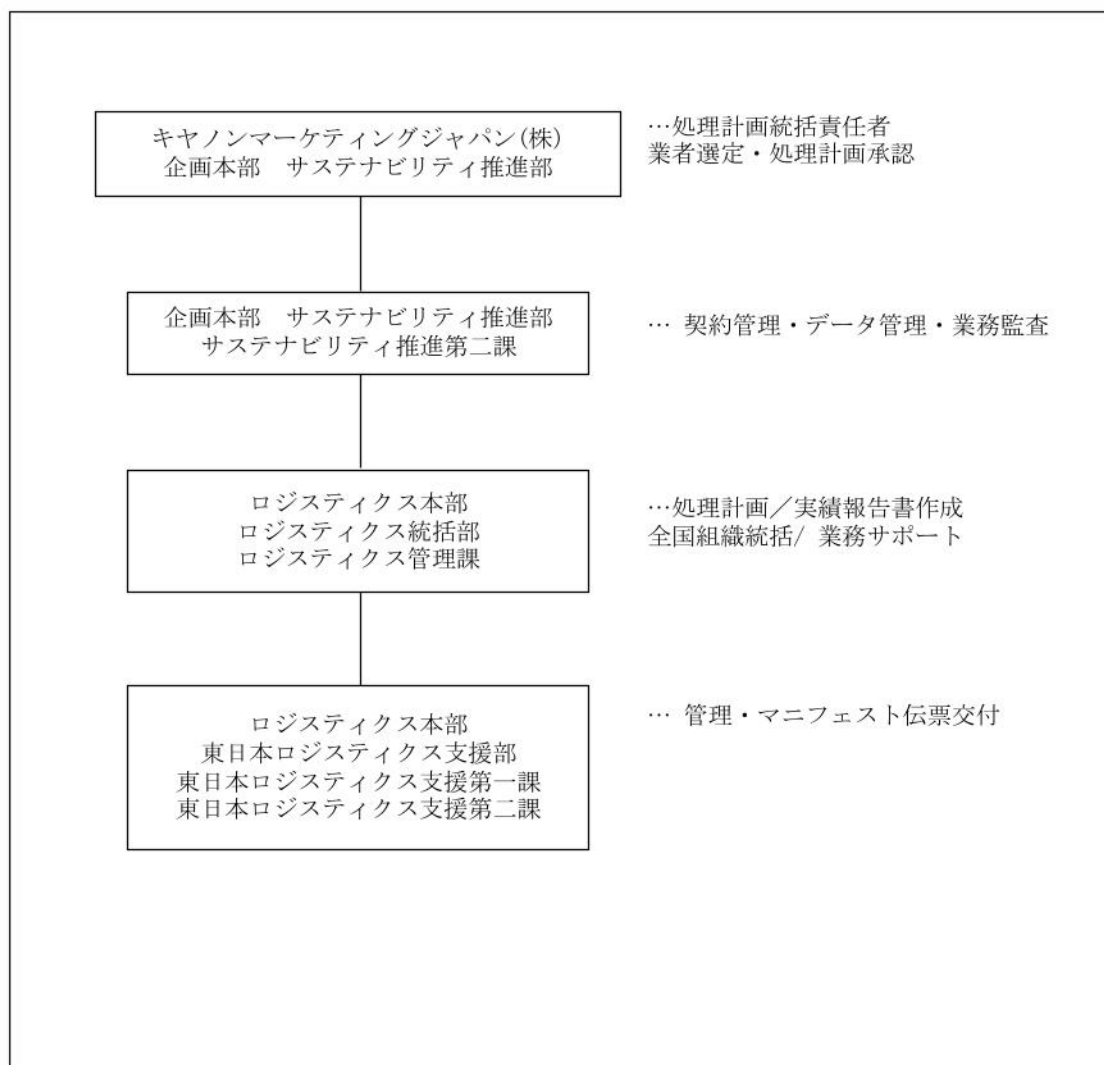 キヤノンマーケティングジャパン(株)
企画本部　サステナビリティ推進部
…処理計画統括責任者
業者選定・処理計画承認
企画本部　サステナビリティ推進部
サステナビリティ推進第二課
… 契約管理・データ管理・業務監査
ロジスティクス本部
ロジスティクス統括部
ロジスティクス管理課
…処理計画／実績報告書作成
全国組織統括/ 業務サポート
ロジスティクス本部
東日本ロジスティクス支援部
東日本ロジスティクス支援第一課
東日本ロジスティクス支援第二課
… 管理・マニフェスト伝票交付